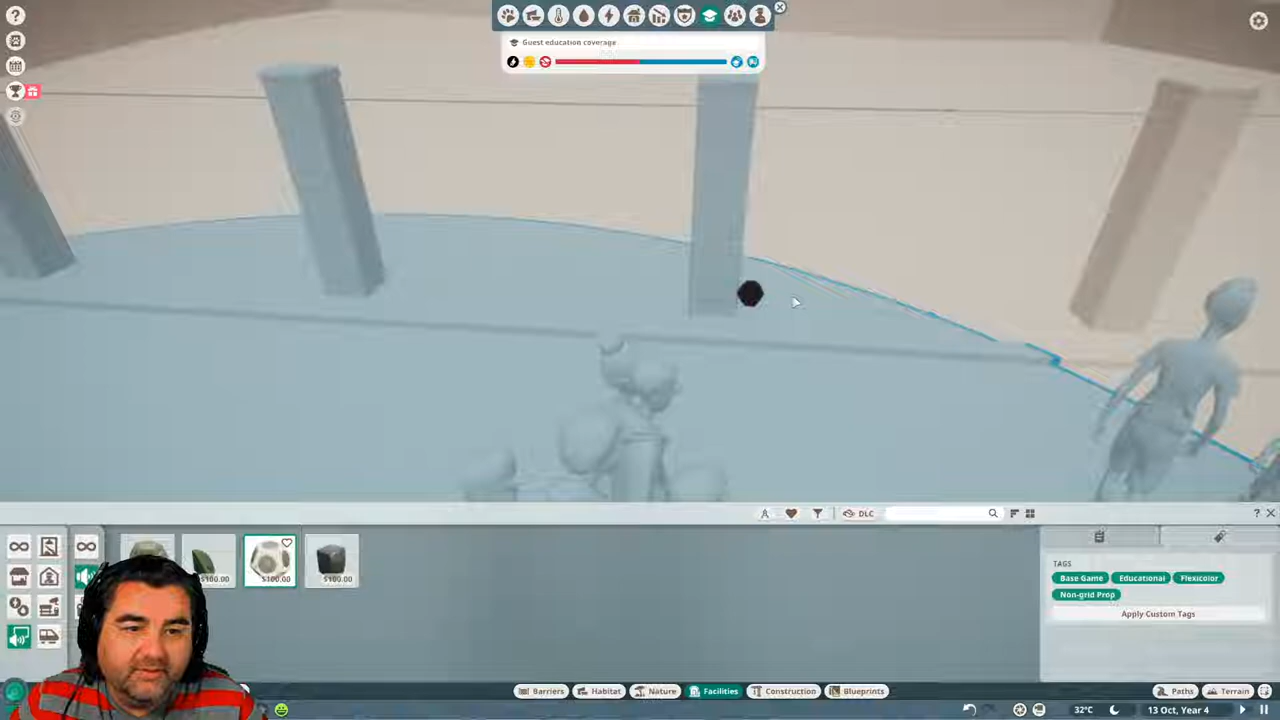 Guest education coverage
DLC
$100.00
$100.00
$100.00
TAGS
Base Game
Educational
Flexicolor
Non-grid Prop
Apply Custom Tags
Barriers
Habitat
Nature
Facilities
Construction
Blueprints
Paths
Terrain
32°C
13 Oct, Year 4